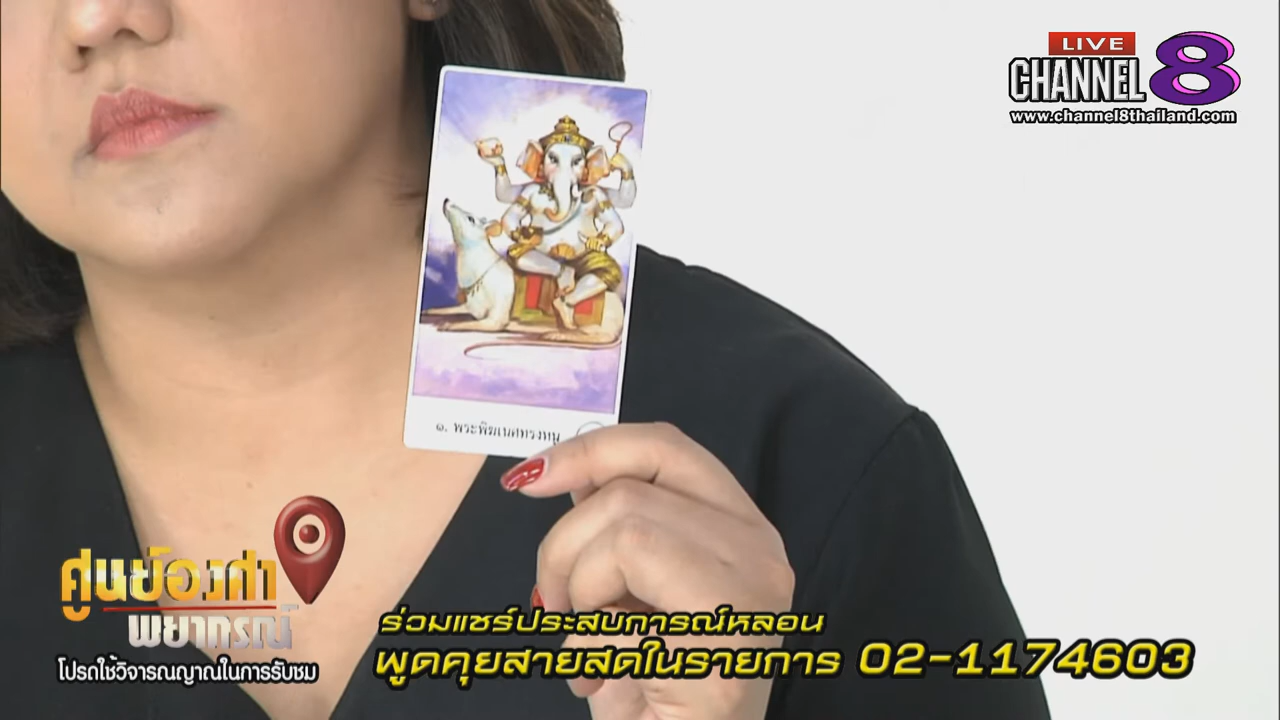 LIVE
CHANNEL 8
www.channel8thailand.com
๑. พระพิฆเนศทรงหนู
ศูนย์องศา
พยากรณ์
โปรดใช้วิจารณญาณในการรับชม
ร่วมแชร์ประสบการณ์หลอน
พูดคุยสายสดในรายการ 02-1174603